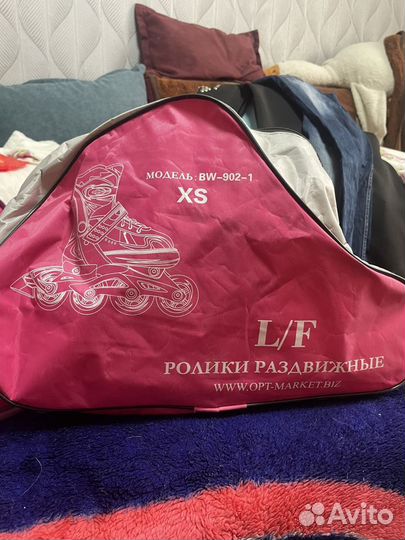 МОДЕЛЬ: BW-902-1
XS
L/F
РОЛИКИ РАЗДВИЖНЫЕ
WWW.OPT-MARKET.BIZ
Avito